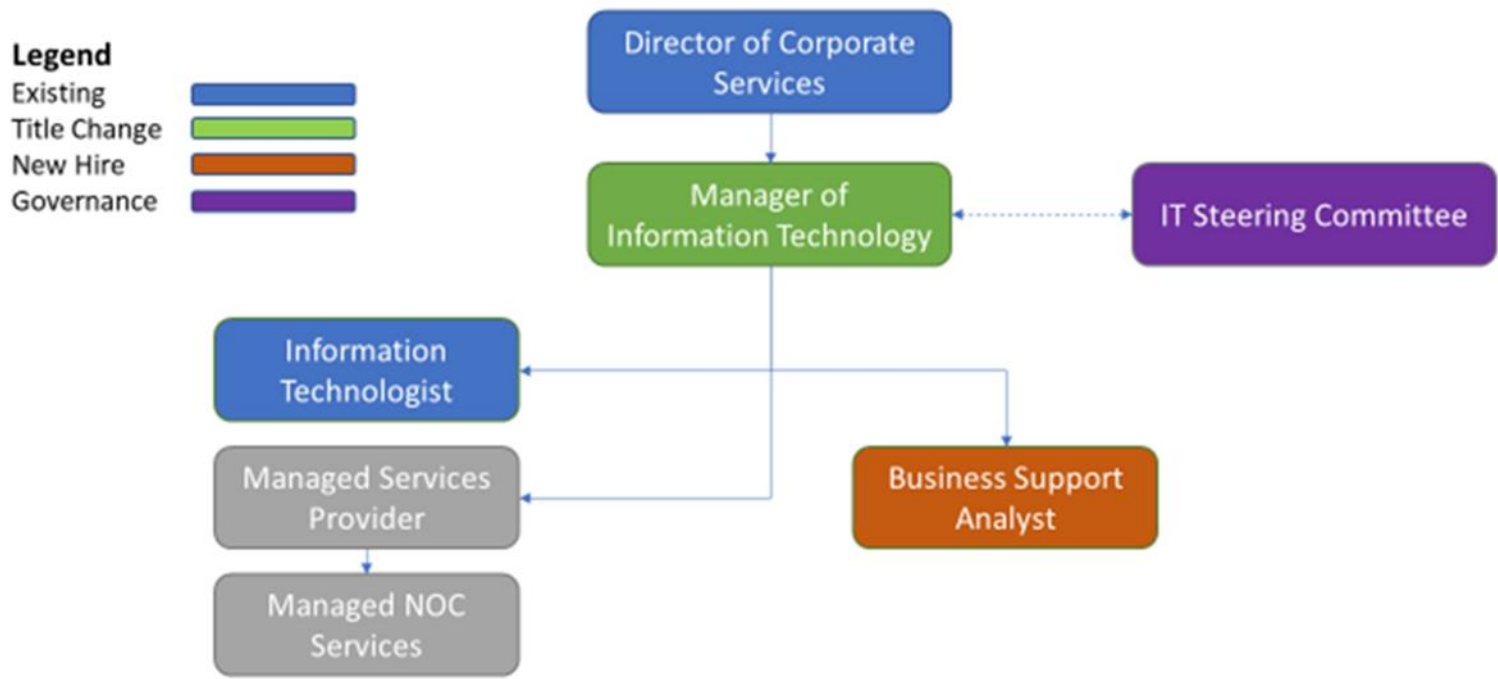 Legend
Existing
Title Change
New Hire
Governance
Director of Corporate
Services
Manager of
Information Technology
IT Steering Committee
Information
Technologist
Managed Services
Provider
Business Support
Analyst
Managed NOC
Services